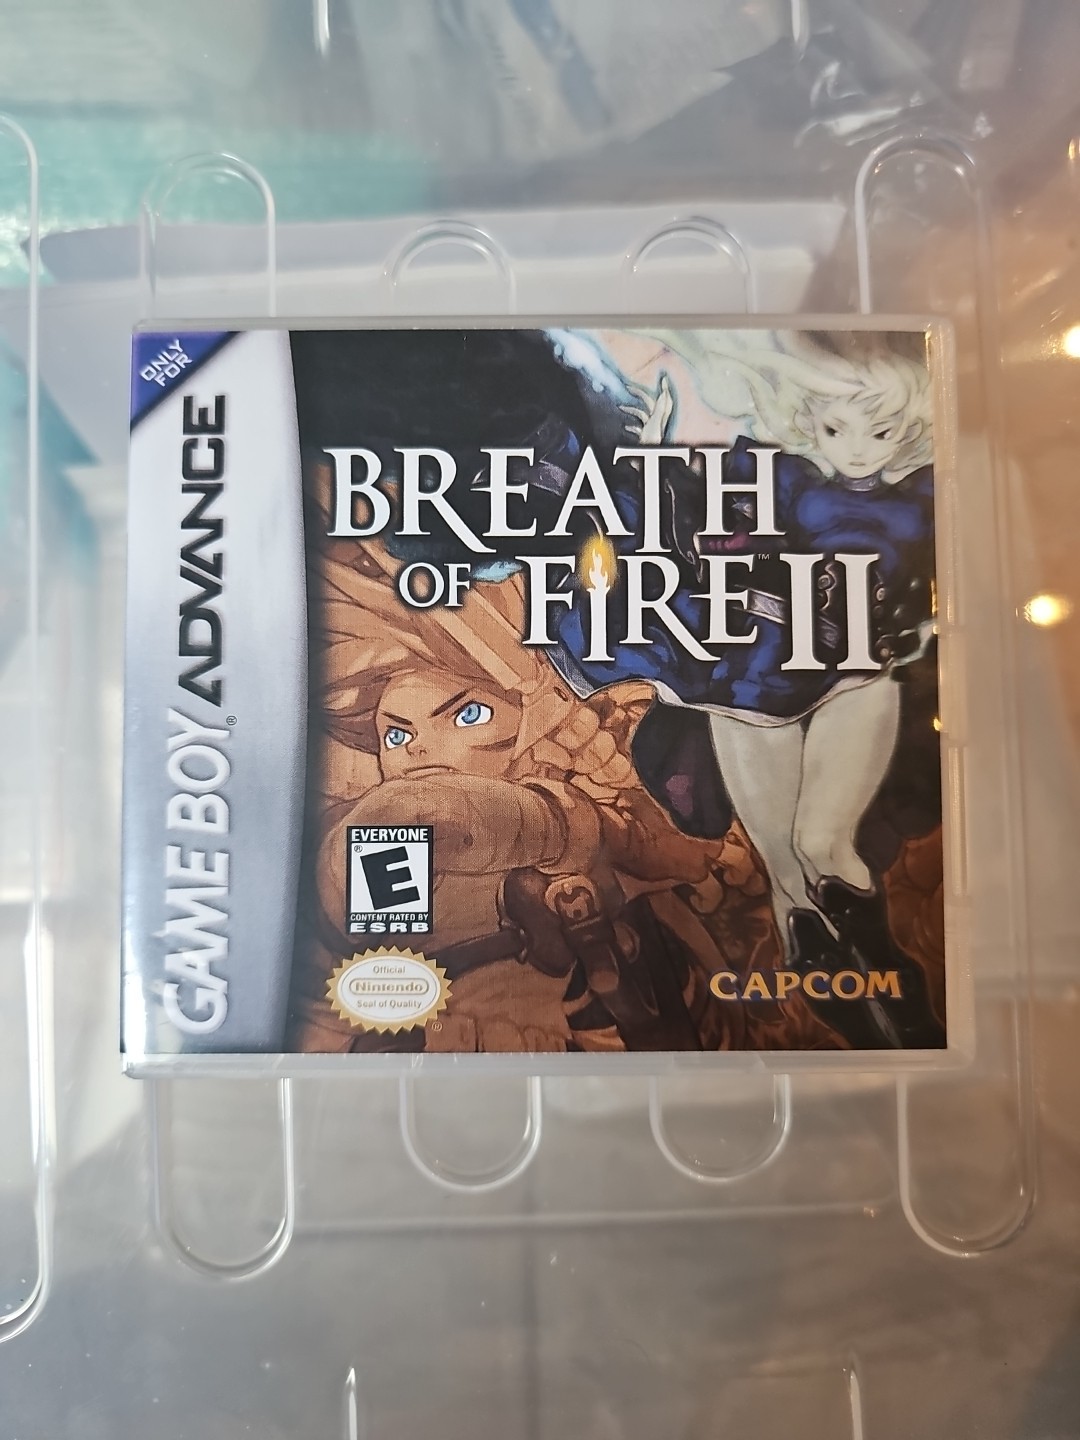 ONLY
FOR
GAME BOY® ADVANCE
BREATH
OF FIRE™ II
EVERYONE
E®
CONTENT RATED BY
ESRB
Official
Nintendo
Seal of Quality
®
CAPCOM